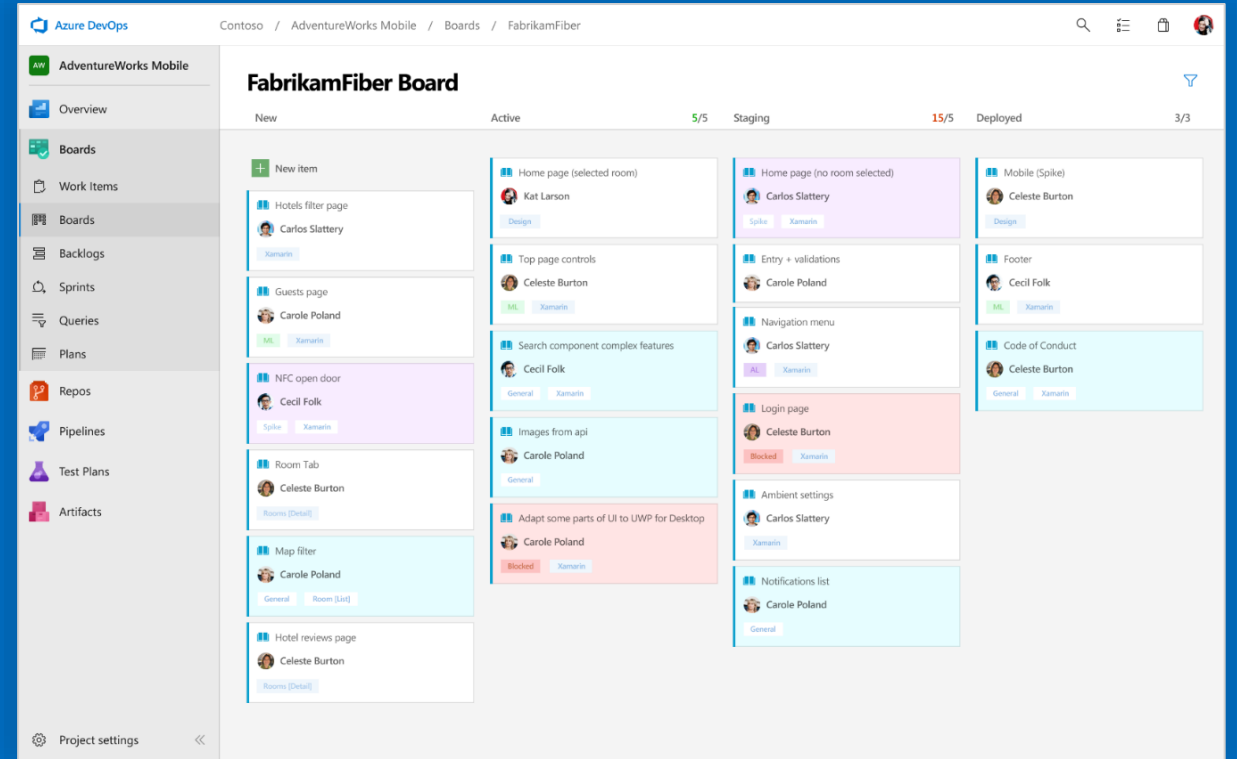 Azure DevOps
Contoso / AdventureWorks Mobile / Boards / FabrikamFiber
AW AdventureWorks Mobile
Overview
Boards
Work Items
Boards
Backlogs
Sprints
Queries
Plans
Repos
Pipelines
Test Plans
Artifacts
Project settings
FabrikamFiber Board
New
New item
Hotels filter page
Carlos Slattery
Xamarin
Guests page
Carole Poland
ML Xamarin
NFC open door
Cecil Folk
Spike Xamarin
Room Tab
Celeste Burton
Rooms [Detail]
Map filter
Carole Poland
General Room [List]
Hotel reviews page
Celeste Burton
Rooms [Detail]
Active 5/5
Home page (selected room)
Kat Larson
Design
Top page controls
Celeste Burton
ML Xamarin
Search component complex features
Cecil Folk
General Xamarin
Images from api
Carole Poland
General
Adapt some parts of UI to UWP for Desktop
Carole Poland
Blocked Xamarin
Staging 15/5
Home page (no room selected)
Carlos Slattery
Spike Xamarin
Entry + validations
Carole Poland
Navigation menu
Carlos Slattery
AL Xamarin
Login page
Celeste Burton
Blocked Xamarin
Ambient settings
Carlos Slattery
Xamarin
Notifications list
Carole Poland
General
Deployed 3/3
Mobile (Spike)
Celeste Burton
Design
Footer
Cecil Folk
ML Xamarin
Code of Conduct
Celeste Burton
General Xamarin